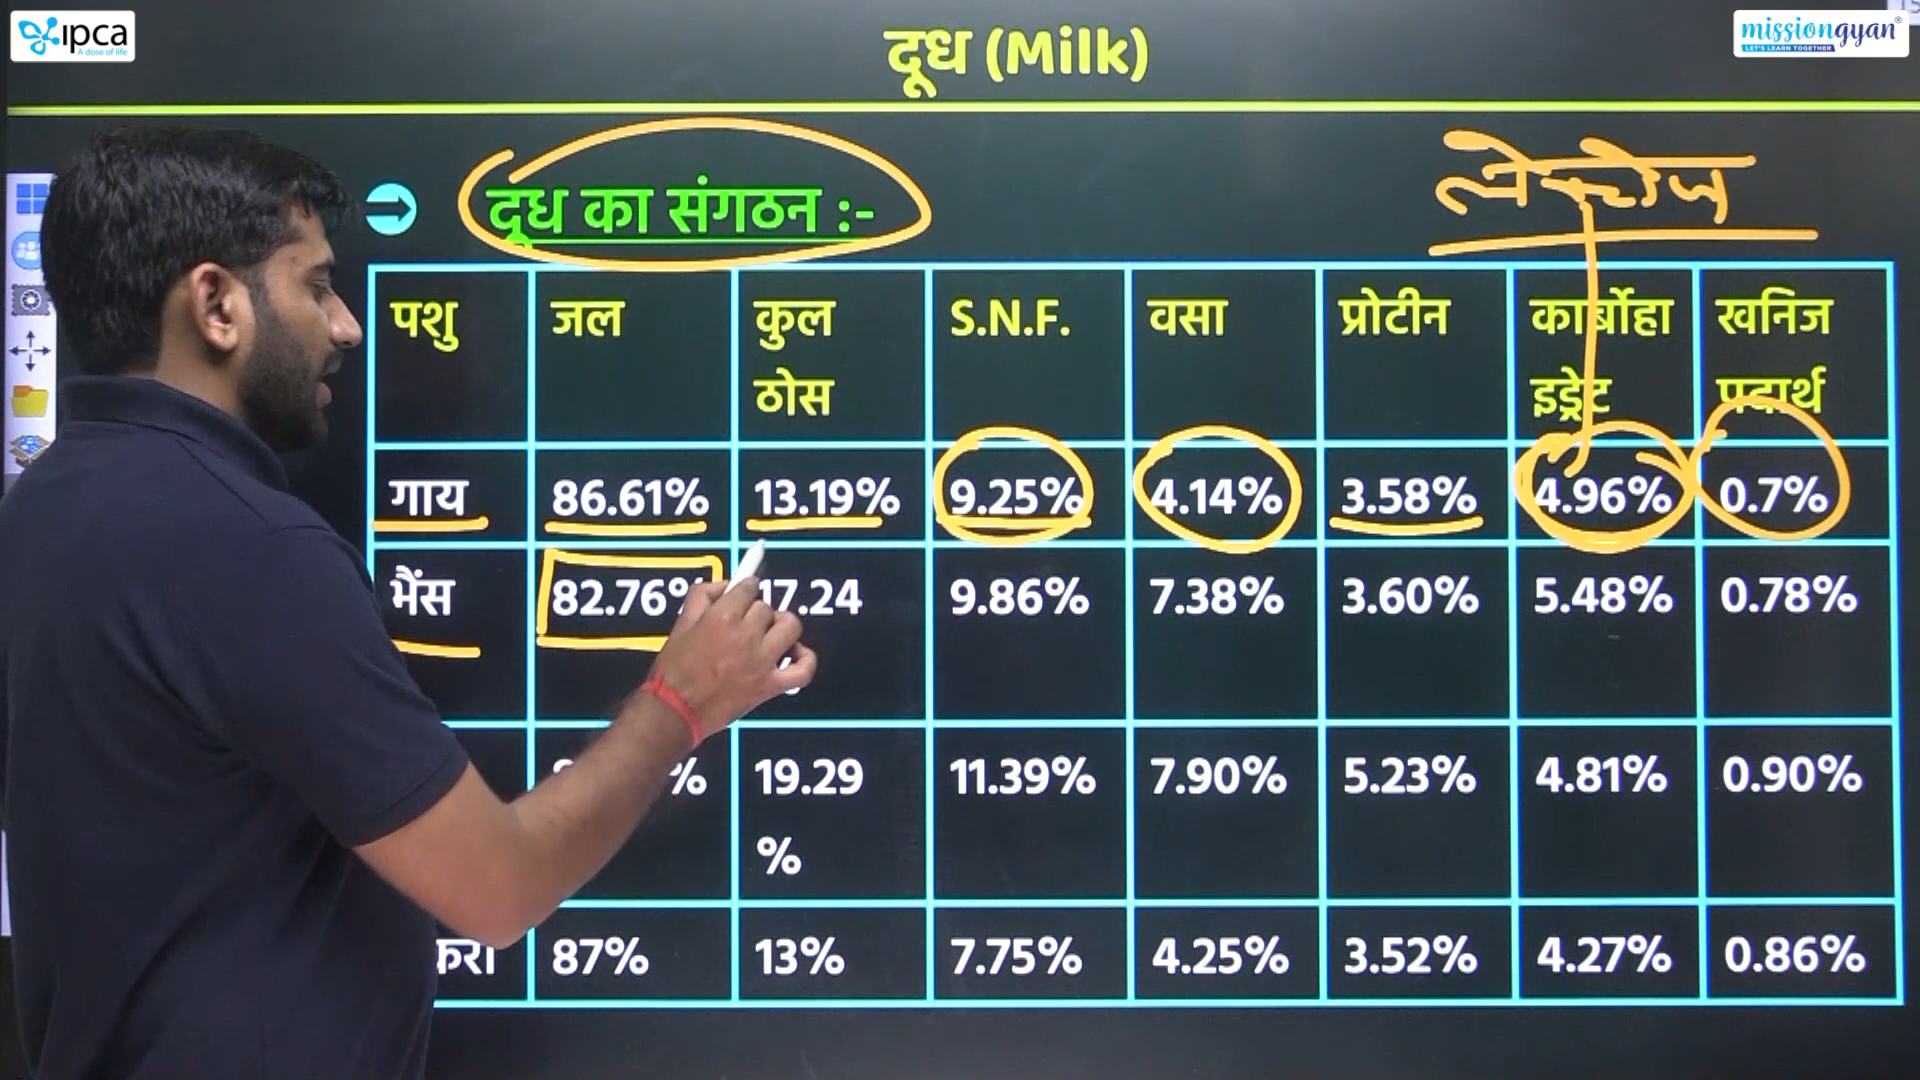 ipca
A dose of life
missiongyan
LET'S LEARN TOGETHER
दूध (Milk)
दूध का संगठन :-
लेक्टोज
पशु जल कुल ठोस S.N.F. वसा प्रोटीन कार्बोहाइड्रेट खनिज पदार्थ
गाय 86.61% 13.19% 9.25% 4.14% 3.58% 4.96% 0.7%
भैंस 82.76% 17.24 9.86% 7.38% 3.60% 5.48% 0.78%
% 19.29 % 11.39% 7.90% 5.23% 4.81% 0.90%
87% 13% 7.75% 4.25% 3.52% 4.27% 0.86%